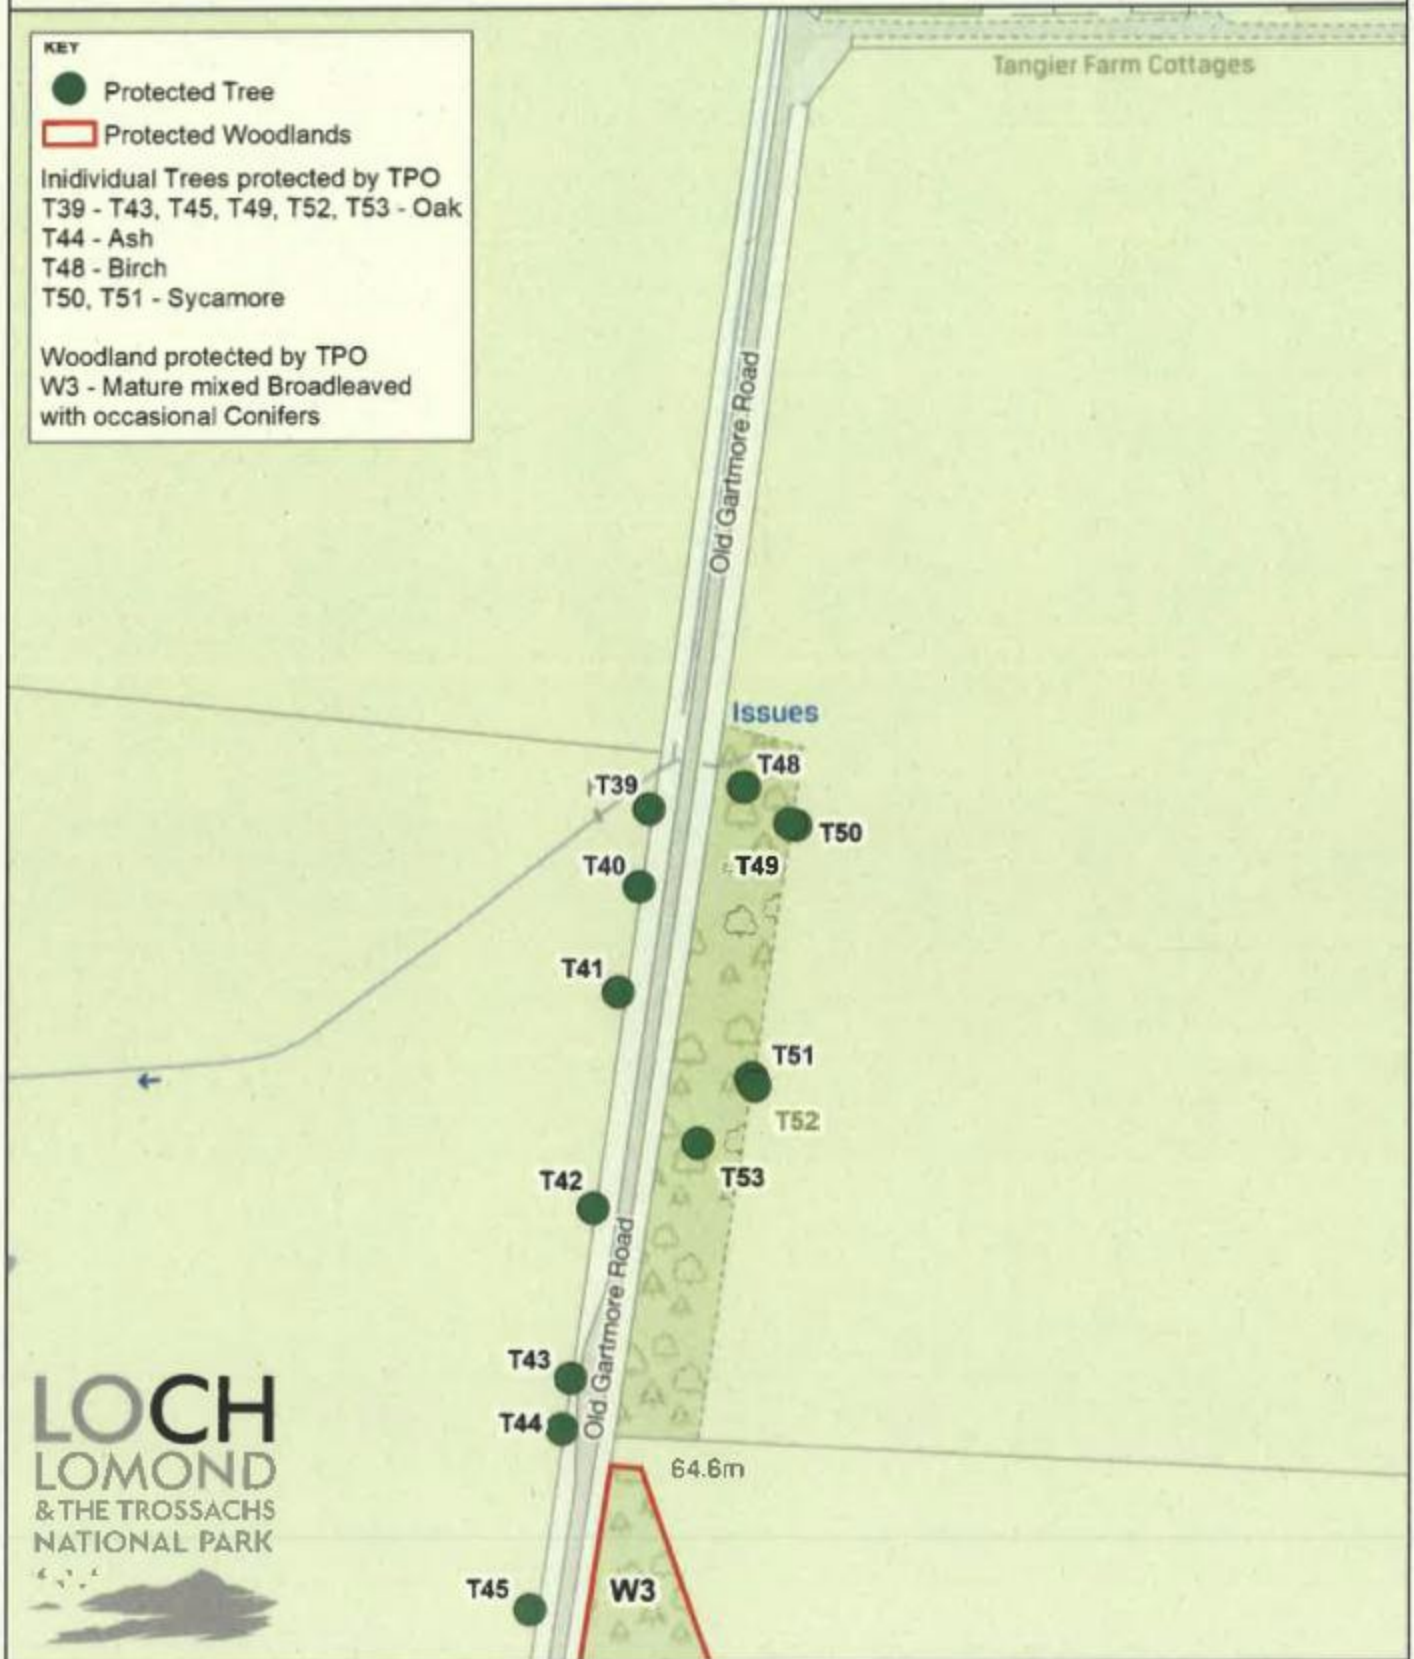 KEY
Protected Tree
Protected Woodlands
Inidividual Trees protected by TPO
T39 - T43, T45, T49, T52, T53 - Oak
T44 - Ash
T48 - Birch
T50, T51 - Sycamore
Woodland protected by TPO
W3 - Mature mixed Broadleaved
with occasional Conifers
Tangier Farm Cottages
Old Gartmore Road
Issues
T48
T39
T50
T40
T49
T41
T51
T52
T53
T42
Old Gartmore Road
T43
T44
64.6m
T45
W3
LOCH
LOMOND
& THE TROSSACHS
NATIONAL PARK